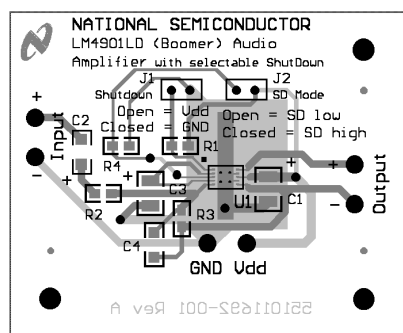 NATIONAL SEMICONDUCTOR
LM4901LD (Boomer) Audio
Amplifier with selectable ShutDown
J1
J2
Shutdown
SD Mode
Open = Vdd
Closed = GND
Open = SD low
Closed = SD high
+
C2
Input
-
R4
R1
+
C3
+
R2
+
R3
C4
U1
+
C1
+
-
Output
GND Vdd
551011692-001 Rev A